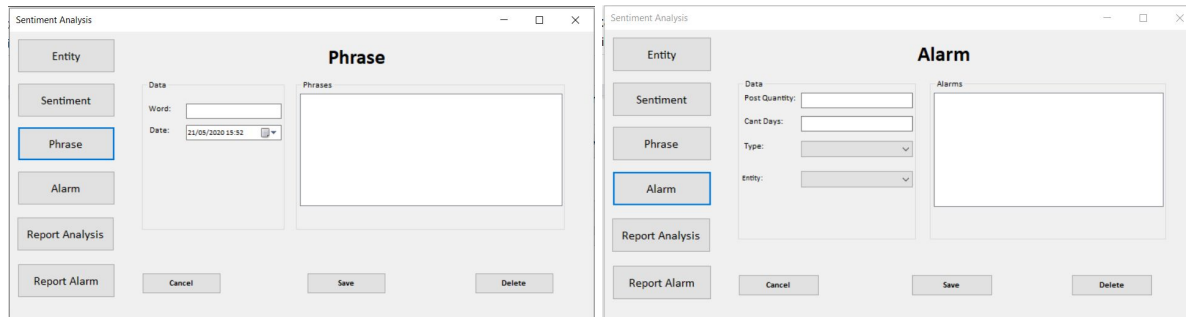 Sentiment Analysis
Entity
Sentiment
Phrase
Alarm
Report Analysis
Report Alarm
Phrase
Data
Word:
Date:
21/05/2020 15:52
Phrases
Cancel
Save
Delete
Sentiment Analysis
Entity
Sentiment
Phrase
Alarm
Report Analysis
Report Alarm
Alarm
Data
Post Quantity:
Cant Days:
Type:
Entity:
Alarms
Cancel
Save
Delete